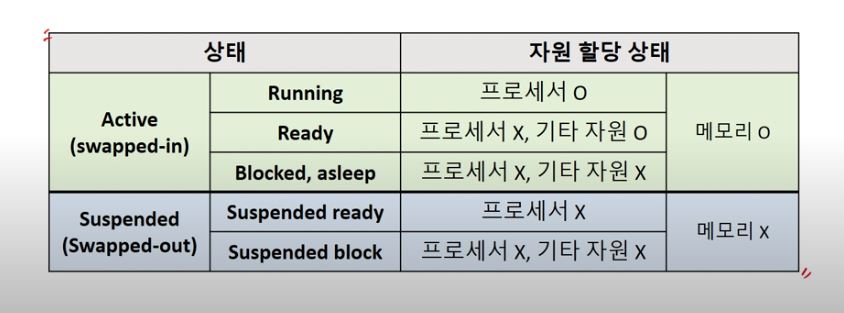 상태 자원 할당 상태
Active
(swapped-in)
Running 프로세서 O
Ready 프로세서 X, 기타 자원 O
Blocked, asleep 프로세서 X, 기타 자원 X
메모리 O
Suspended
(Swapped-out)
Suspended ready 프로세서 X
Suspended block 프로세서 X, 기타 자원 X
메모리 X